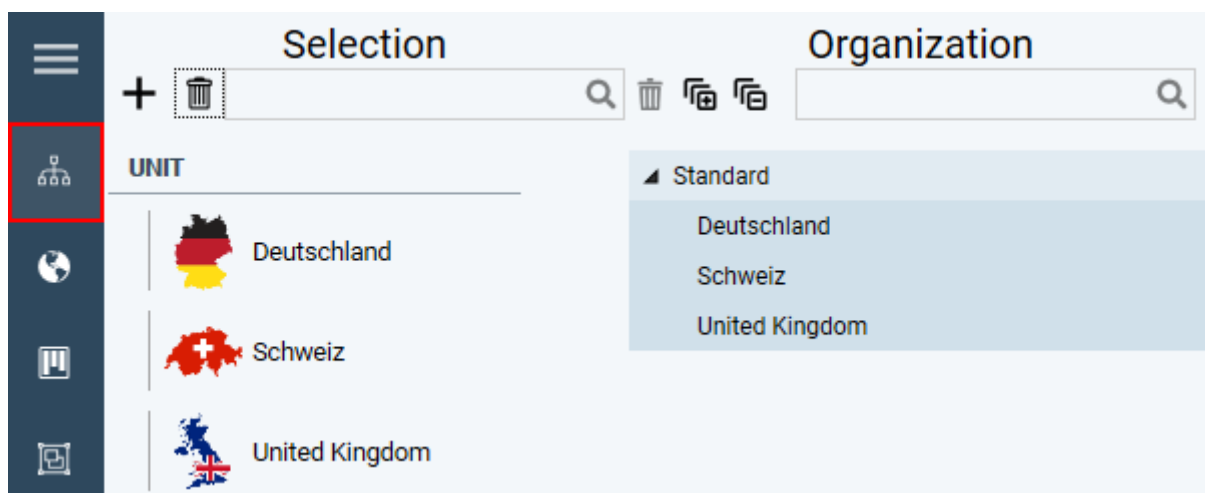 Selection
Organization
UNIT
Deutschland
Schweiz
United Kingdom
Standard
Deutschland
Schweiz
United Kingdom